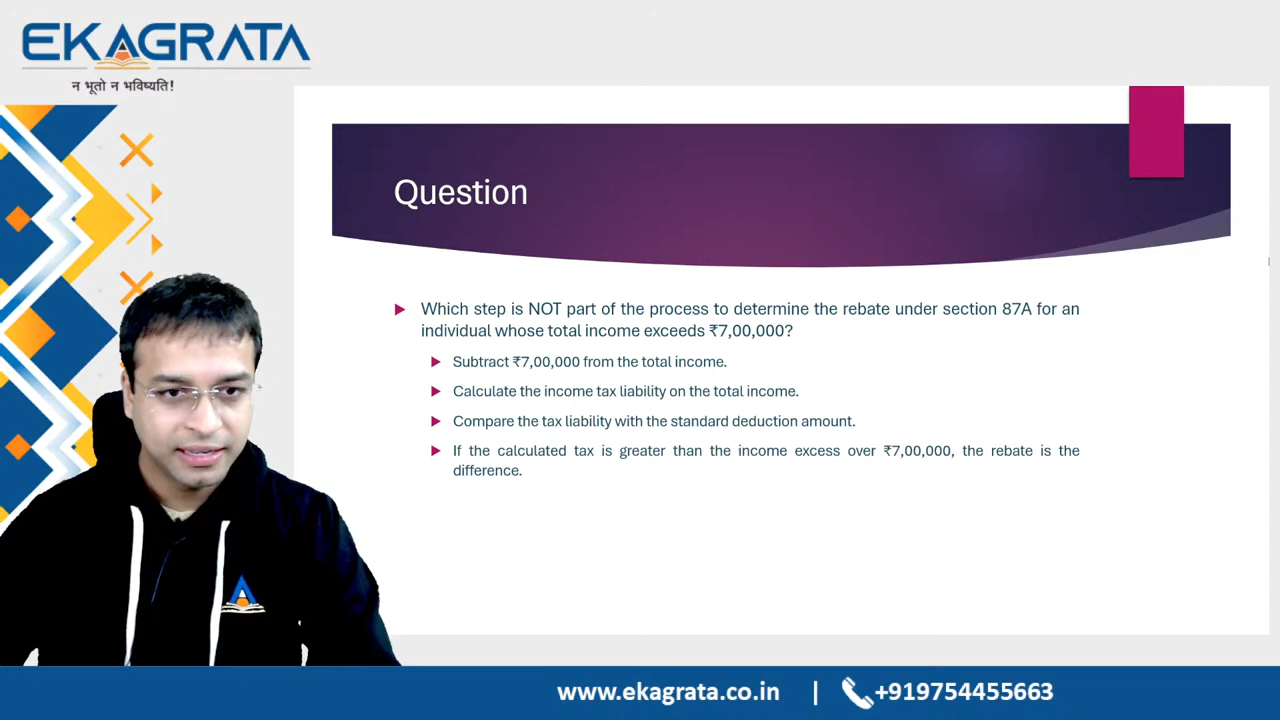 EKAGRATA
न भूतो न भविष्यति!
Question
Which step is NOT part of the process to determine the rebate under section 87A for an
individual whose total income exceeds ₹7,00,000?
Subtract ₹7,00,000 from the total income.
Calculate the income tax liability on the total income.
Compare the tax liability with the standard deduction amount.
If the calculated tax is greater than the income excess over ₹7,00,000, the rebate is the
difference.
www.ekagrata.co.in | +919754455663